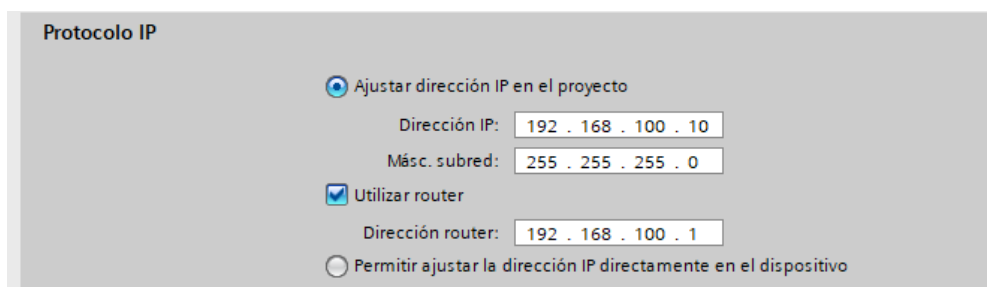 Protocolo IP
Ajustar dirección IP en el proyecto
Dirección IP: 192 . 168 . 100 . 10
Másc. subred: 255 . 255 . 255 . 0
Utilizar router
Dirección router: 192 . 168 . 100 . 1
Permitir ajustar la dirección IP directamente en el dispositivo